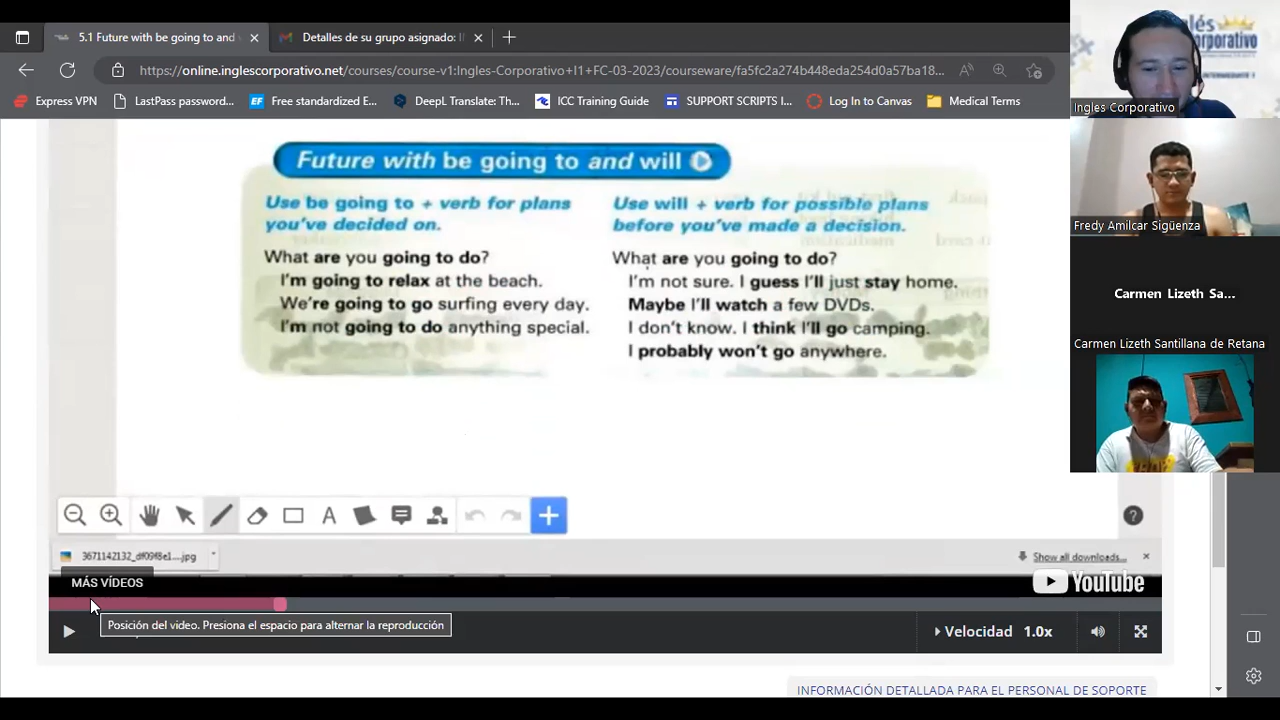 5.1 Future with be going to and
Detalles de su grupo asignado: I
https://online.inglescorporativo.net/courses/course-v1:Ingles-Corporativo+I1+FC-03-2023/courseware/fa5fc2a274b448eda254d0a57ba18...
Express VPN
LastPass password...
Free standardized E...
DeepL Translate: Th...
ICC Training Guide
SUPPORT SCRIPTS I...
Log In to Canvas
Medical Terms
Future with be going to and will
Use be going to + verb for plans
you've decided on.
What are you going to do?
I'm going to relax at the beach.
We're going to go surfing every day.
I'm not going to do anything special.
Use will + verb for possible plans
before you've made a decision.
What are you going to do?
I'm not sure. I guess I'll just stay home.
Maybe I'll watch a few DVDs.
I don't know. I think I'll go camping.
I probably won't go anywhere.
3671142132_df09f8e1....jpg
Show all downloads...
MÁS VÍDEOS
YouTube
Posición del video. Presiona el espacio para alternar la reproducción
Velocidad 1.0x
INFORMACIÓN DETALLADA PARA EL PERSONAL DE SOPORTE
Ingles Corporativo
Fredy Amilcar Sigüenza
Carmen Lizeth Sa...
Carmen Lizeth Santillana de Retana